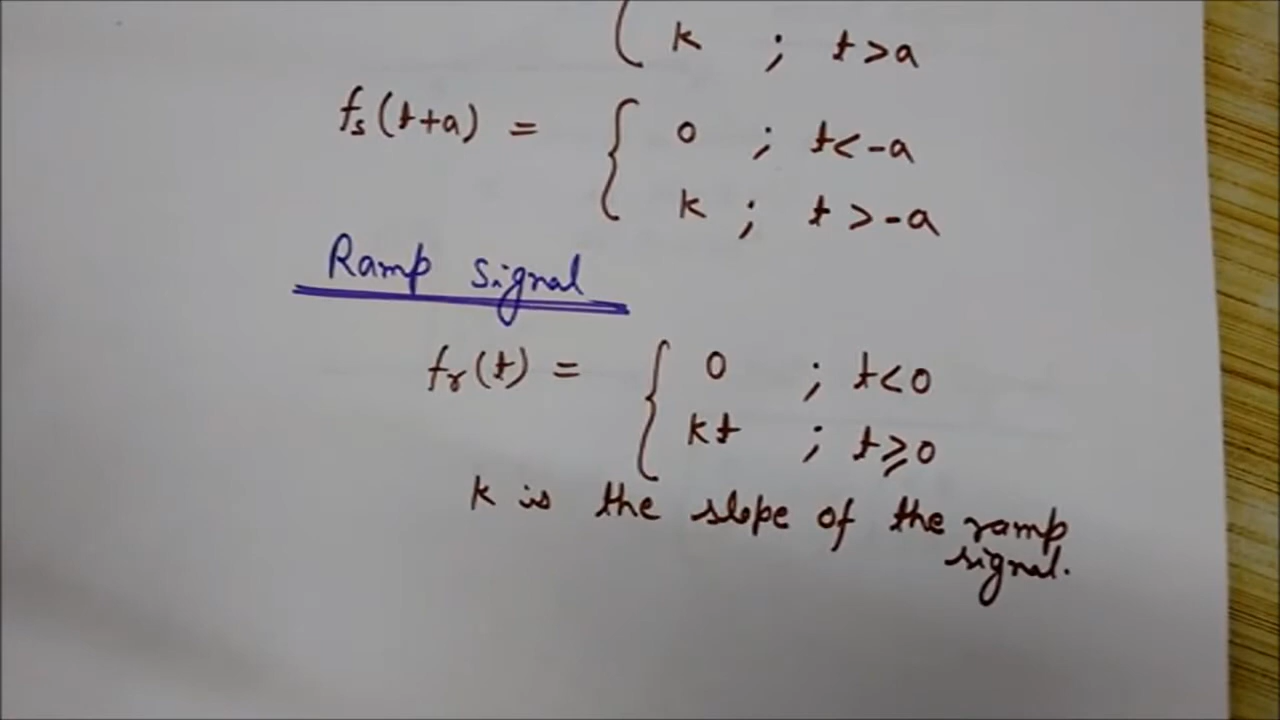 k ; t>a
fs(t+a) = { 0 ; t<-a
k ; t>-a
Ramp Signal
fr(t) = { 0 ; t<0
kt ; t⩾0
k is the slope of the ramp
signal.